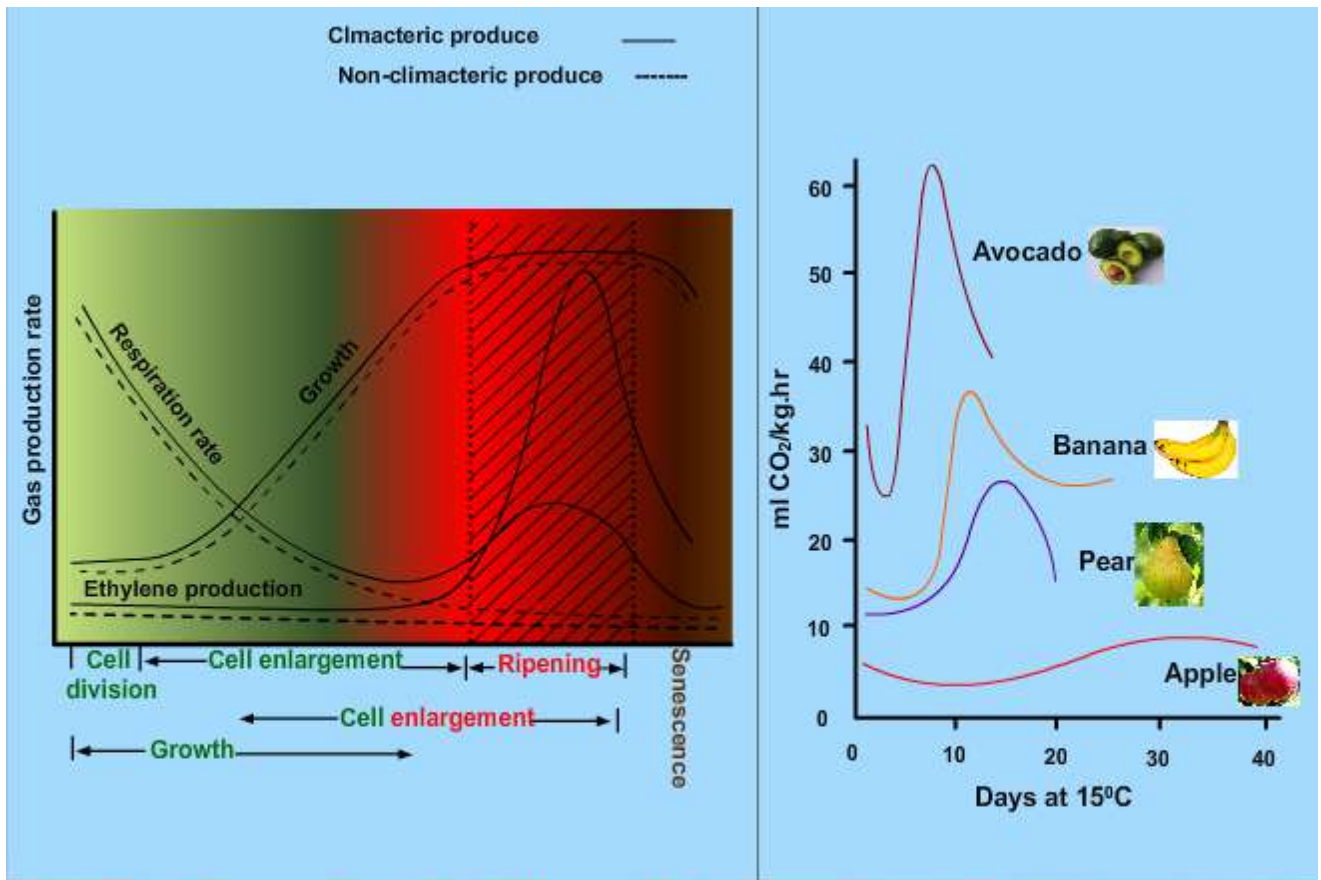 Clmacteric produce
Non-climacteric produce
Gas production rate
Respiration rate
Growth
Ethylene production
Cell division
Cell enlargement
Ripening
Senescence
Cell enlargement
Growth
ml CO₂/kg.hr
60
50
40
30
20
10
0
Avocado
Banana
Pear
Apple
0 10 20 30 40
Days at 15⁰C